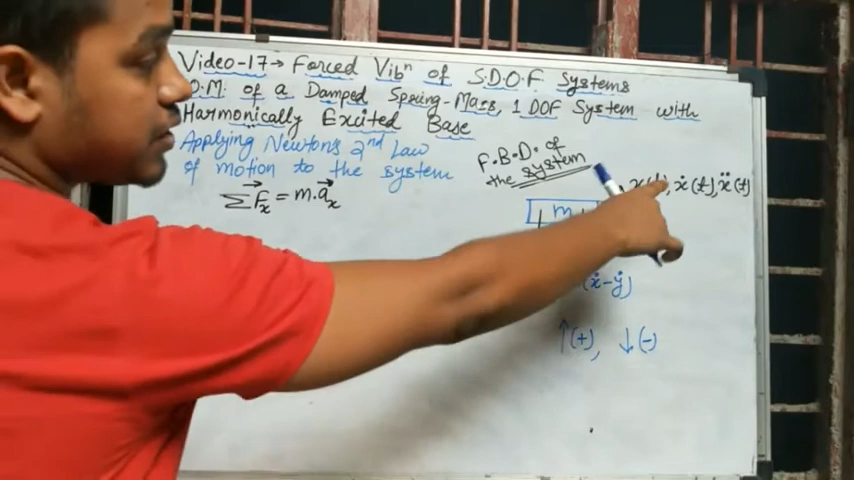 Video-17→ Forced Vibⁿ of S.D.O.F Systems
O.M. of a Damped Spring-Mass, 1 DOF System with
Harmonically Excited Base
Applying Newtons 2nd Law
of motion to the system
F.B.D. of
the system
x(t), ẋ(t), ẍ(t)
∑F⃗x = m.a⃗x
m
(ẋ-ẏ)
↑(+), ↓(-)